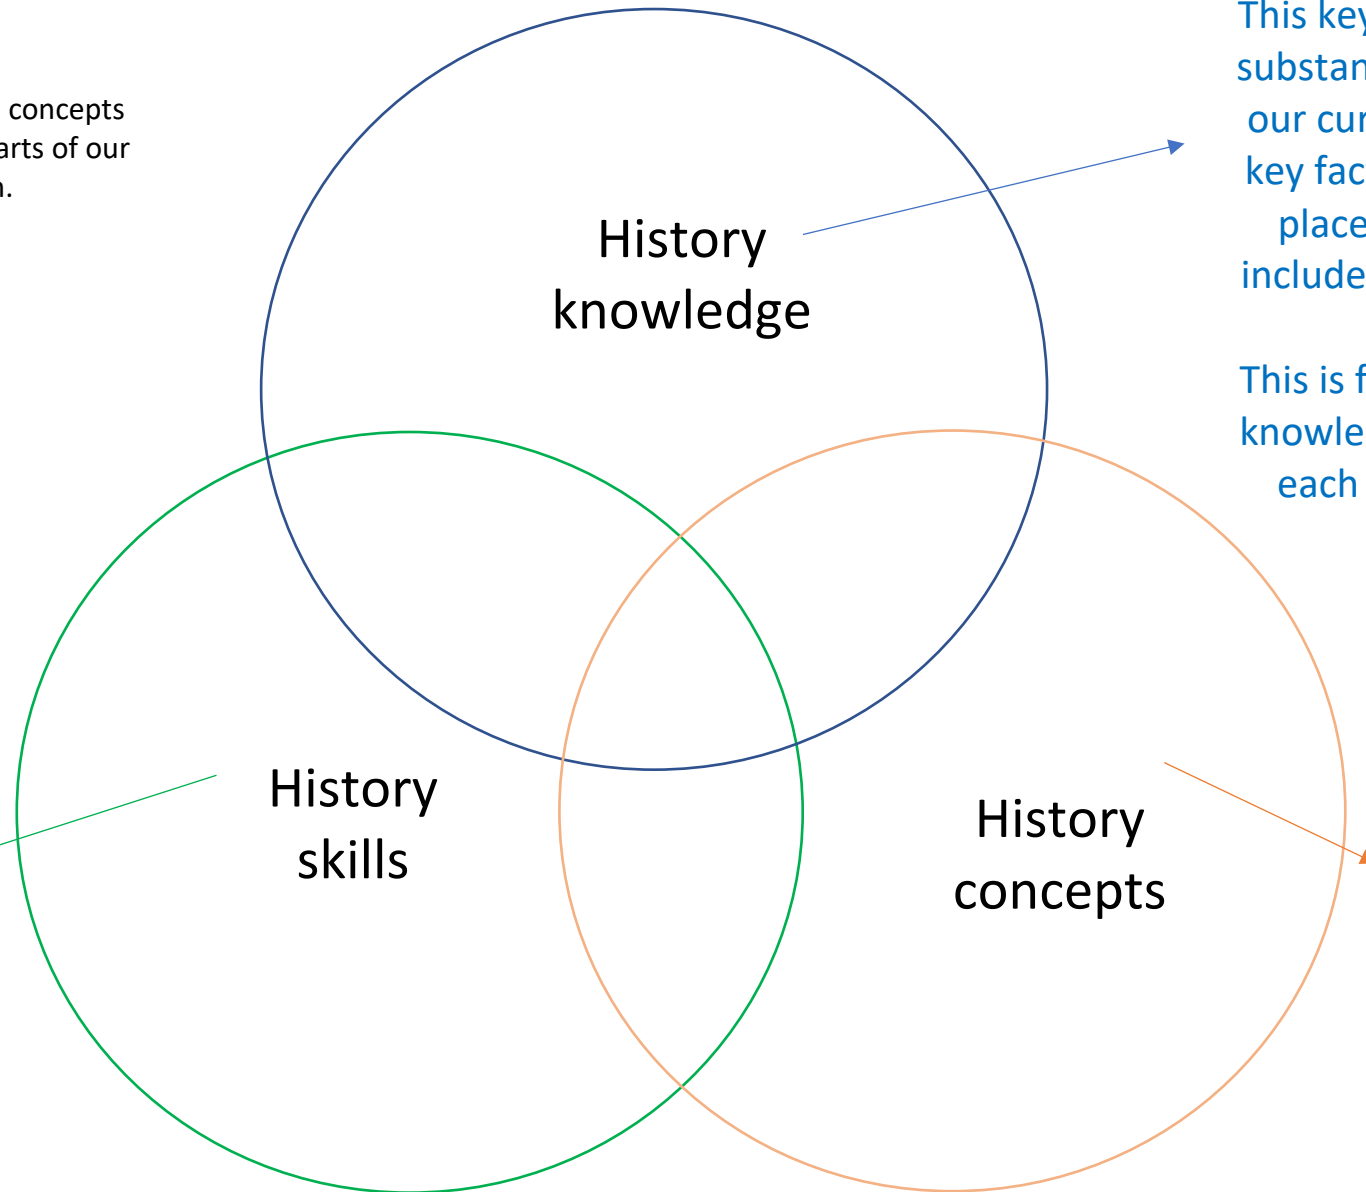 concepts
arts of our
History
knowledge
This key
substan
our cur
key fac
place
include
This is f
knowle
each
History
skills
History
concepts